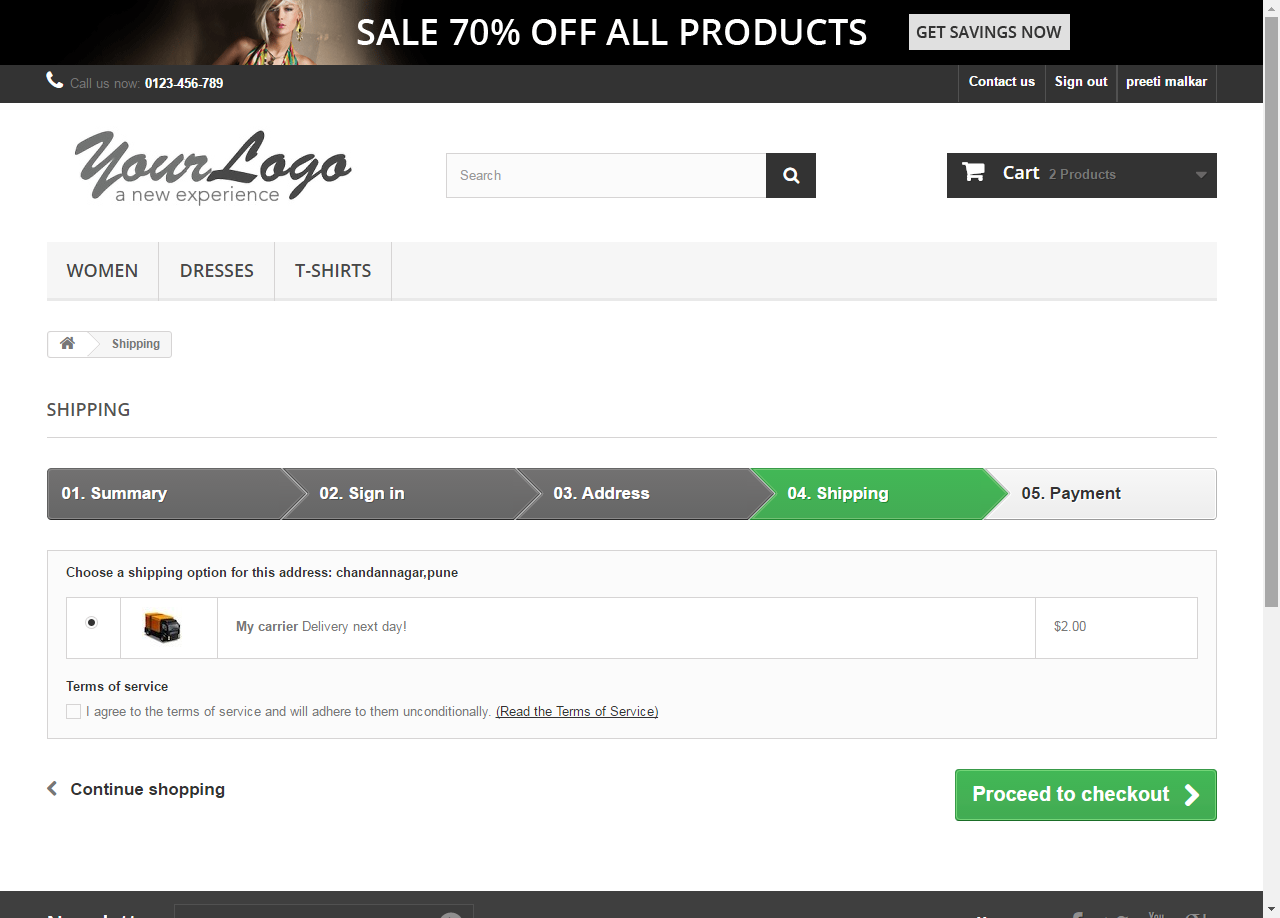 SALE 70% OFF ALL PRODUCTS
GET SAVINGS NOW
Call us now: 0123-456-789
Contact us
Sign out
preeti malkar
YourLogo
a new experience
Search
Cart 2 Products
WOMEN
DRESSES
T-SHIRTS
Shipping
SHIPPING
01. Summary
02. Sign in
03. Address
04. Shipping
05. Payment
Choose a shipping option for this address: chandannagar,pune
My carrier Delivery next day!
$2.00
Terms of service
I agree to the terms of service and will adhere to them unconditionally. (Read the Terms of Service)
Continue shopping
Proceed to checkout